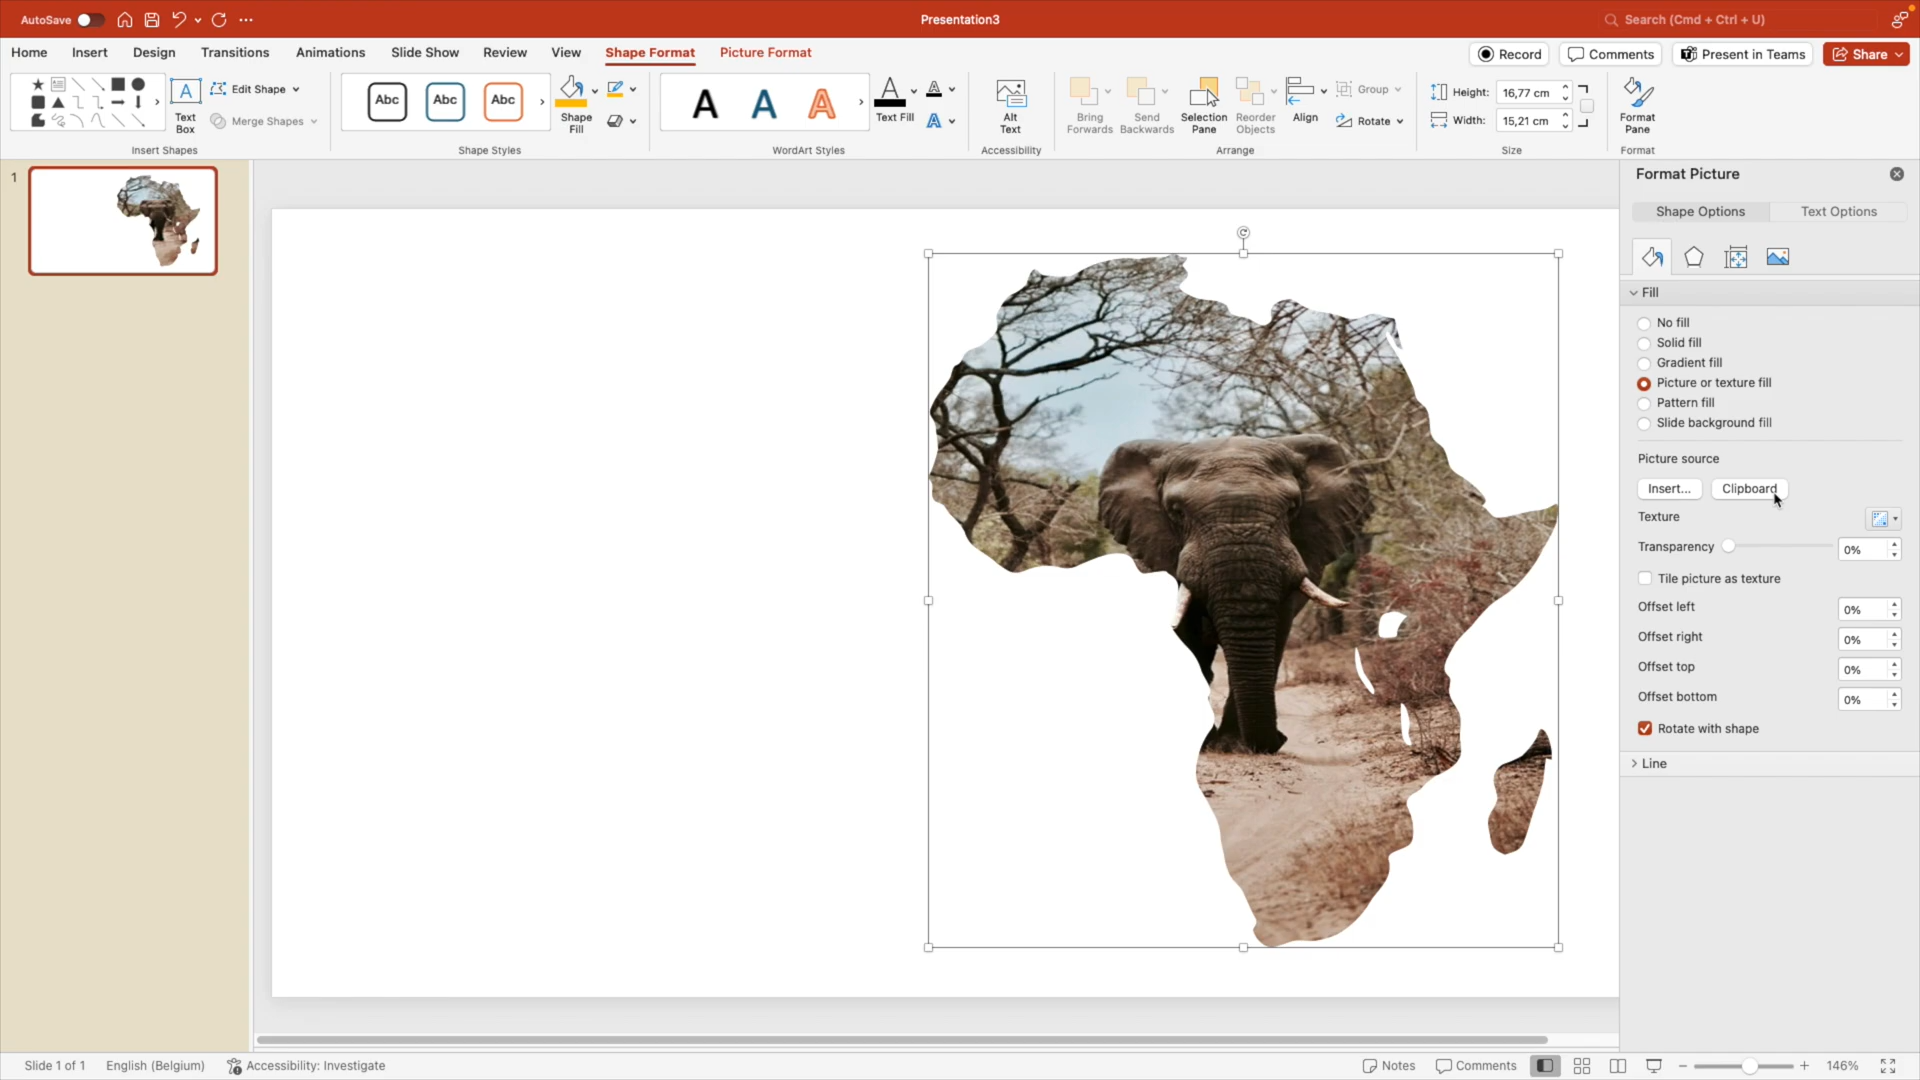 AutoSave
Presentation3
Search (Cmd + Ctrl + U)
Home Insert Design Transitions Animations Slide Show Review View Shape Format Picture Format
Record Comments Present in Teams Share
Text Box
Edit Shape
Merge Shapes
Insert Shapes
Abc Abc Abc
Shape Fill
Shape Styles
A A A
Text Fill
WordArt Styles
Alt Text
Accessibility
Bring Forwards
Send Backwards
Selection Pane
Reorder Objects
Align
Group
Rotate
Arrange
Height: 16,77 cm
Width: 15,21 cm
Size
Format Pane
Format
1
Format Picture
Shape Options Text Options
Fill
No fill
Solid fill
Gradient fill
Picture or texture fill
Pattern fill
Slide background fill
Picture source
Insert... Clipboard
Texture
Transparency 0%
Tile picture as texture
Offset left 0%
Offset right 0%
Offset top 0%
Offset bottom 0%
Rotate with shape
Line
Slide 1 of 1 English (Belgium) Accessibility: Investigate Notes Comments 146%